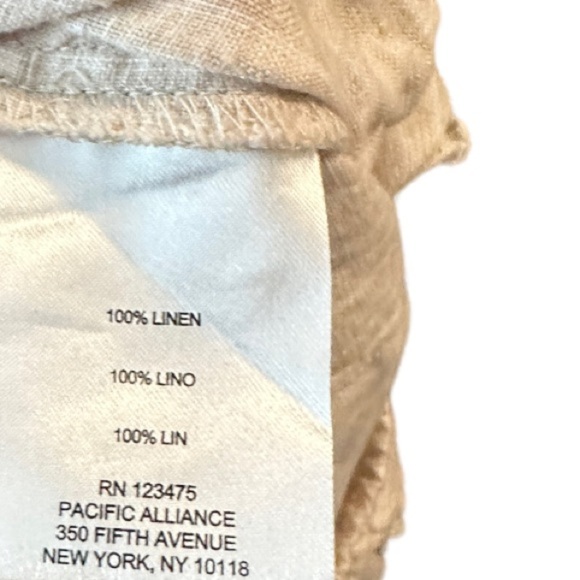 100% LINEN
100% LINO
100% LIN
RN 123475
PACIFIC ALLIANCE
350 FIFTH AVENUE
NEW YORK, NY 10118